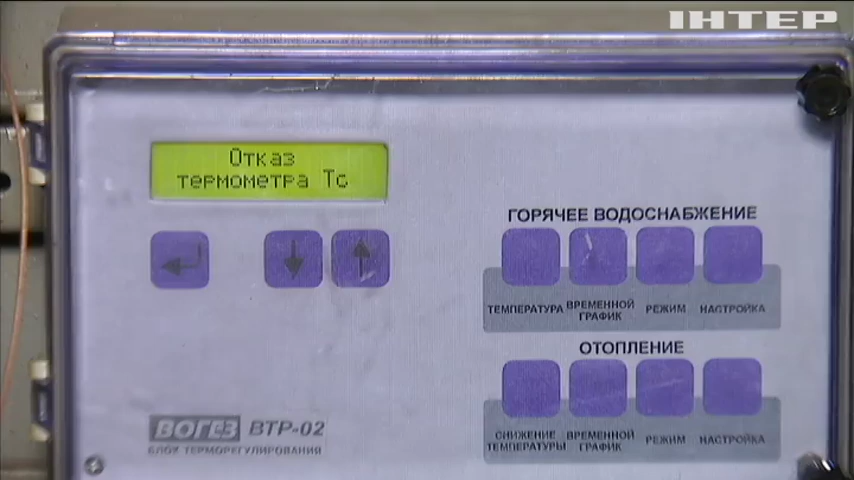 ІНТЕР
Отказ
термометра Тс
ГОРЯЧЕЕ ВОДОСНАБЖЕНИЕ
ТЕМПЕРАТУРА
ВРЕМЕННОЙ
ГРАФИК
РЕЖИМ
НАСТРОЙКА
ОТОПЛЕНИЕ
СНИЖЕНИЕ
ТЕМПЕРАТУРЫ
ВРЕМЕННОЙ
ГРАФИК
РЕЖИМ
НАСТРОЙКА
ВОГЕЗ ВТР-02
БЛОК ТЕРМОРЕГУЛИРОВАНИЯ